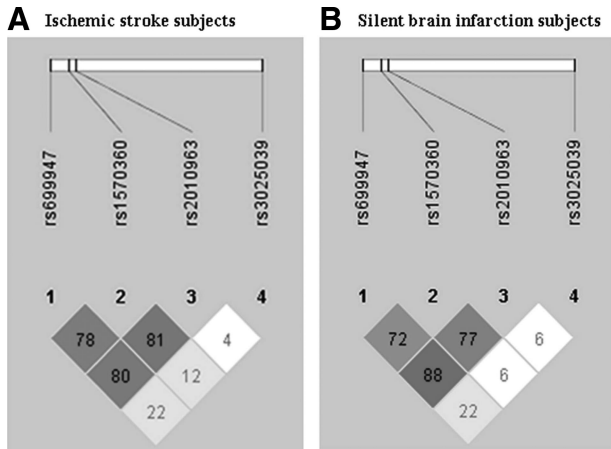 A Ischemic stroke subjects
rs699947 rs1570360 rs2010963 rs3025039
1 2 3 4
78 81 4
80 12
22
B Silent brain infarction subjects
rs699947 rs1570360 rs2010963 rs3025039
1 2 3 4
72 77 6
88 6
22